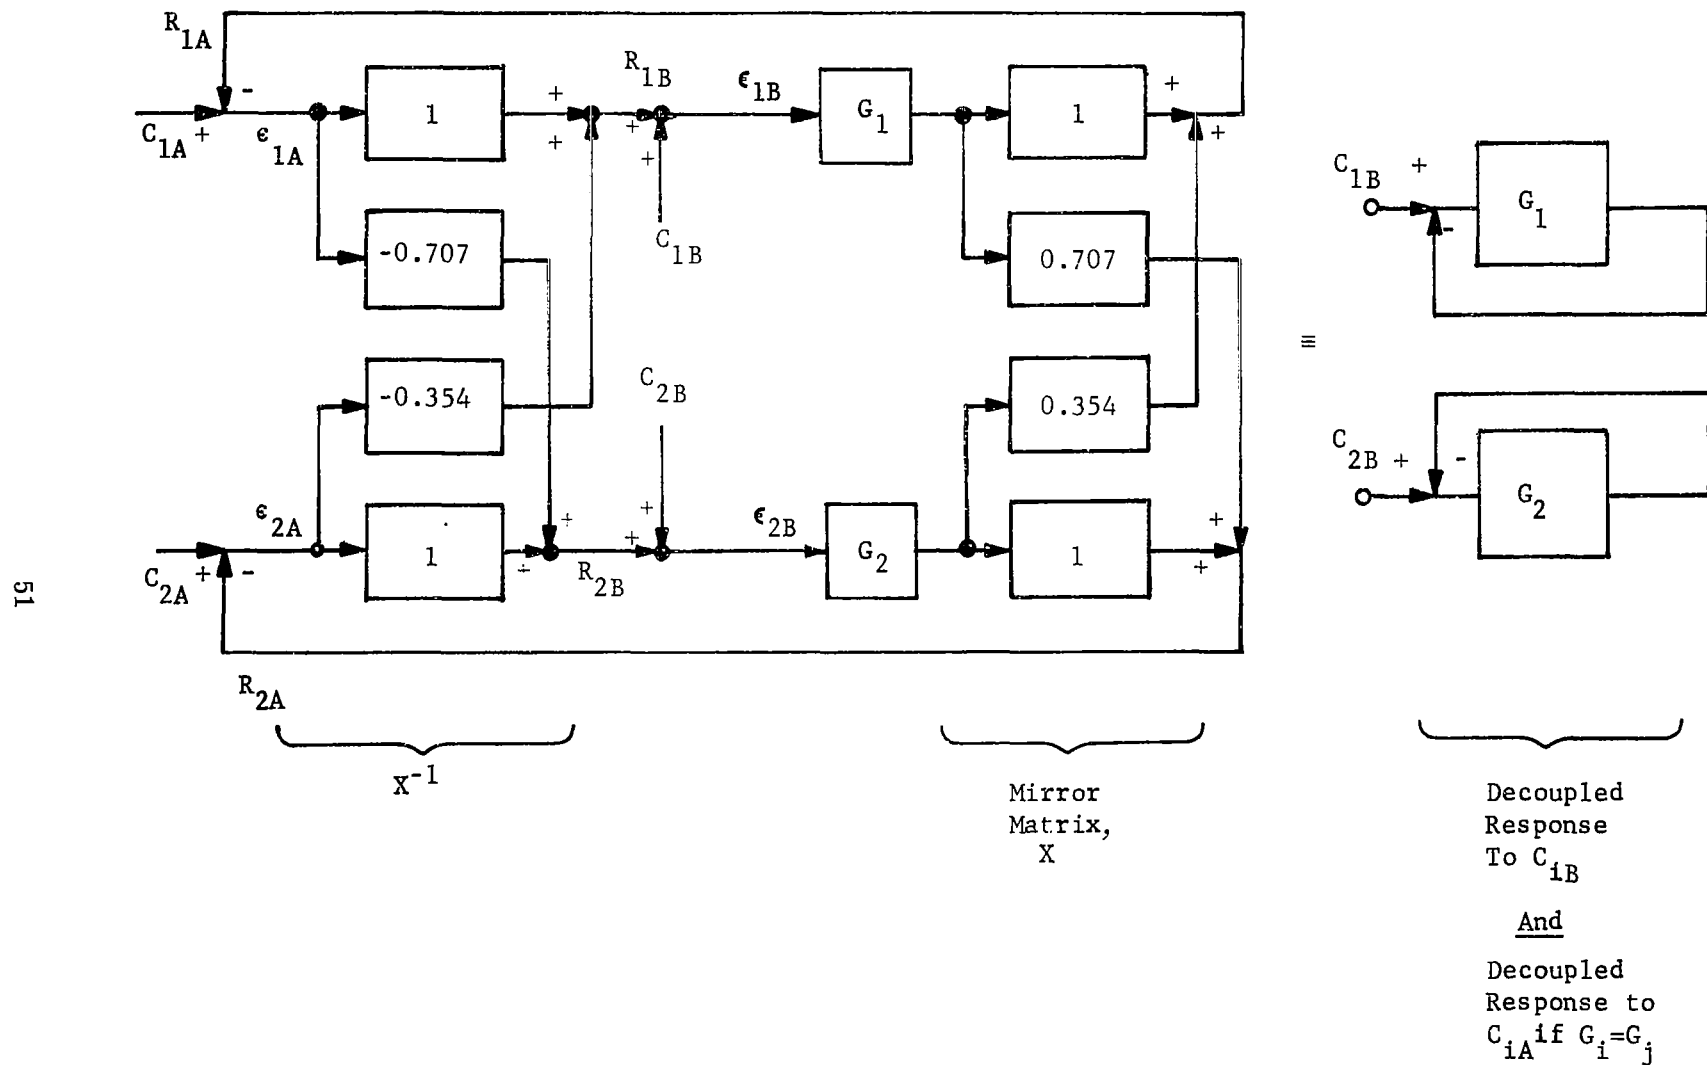 R1A
-
C1A +
ϵ1A
1
+
+
R1B
+
+
C1B
ϵ1B
G1
1
+
+
-0.707
0.707
-0.354
0.354
C2B
+
+
ϵ2A
C2A +
-
1
+
+
R2B
ϵ2B
G2
1
+
+
R2A
≡
C1B
+
-
G1
C2B +
-
G2
X-1
Mirror
Matrix,
X
Decoupled
Response
To CiB
And
Decoupled
Response to
CiA if Gi=Gj
51